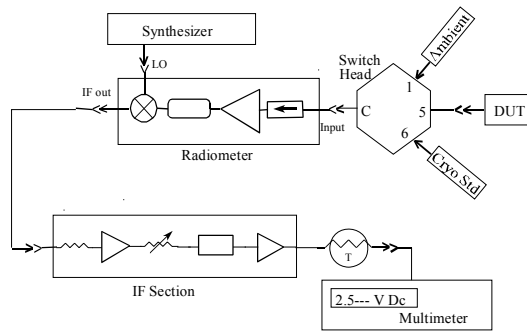 Synthesizer
LO
IF out
Radiometer
Input
Switch
Head
C
1
5
6
Ambient
DUT
Cryo Std
IF Section
T
2.5--- V Dc
Multimeter